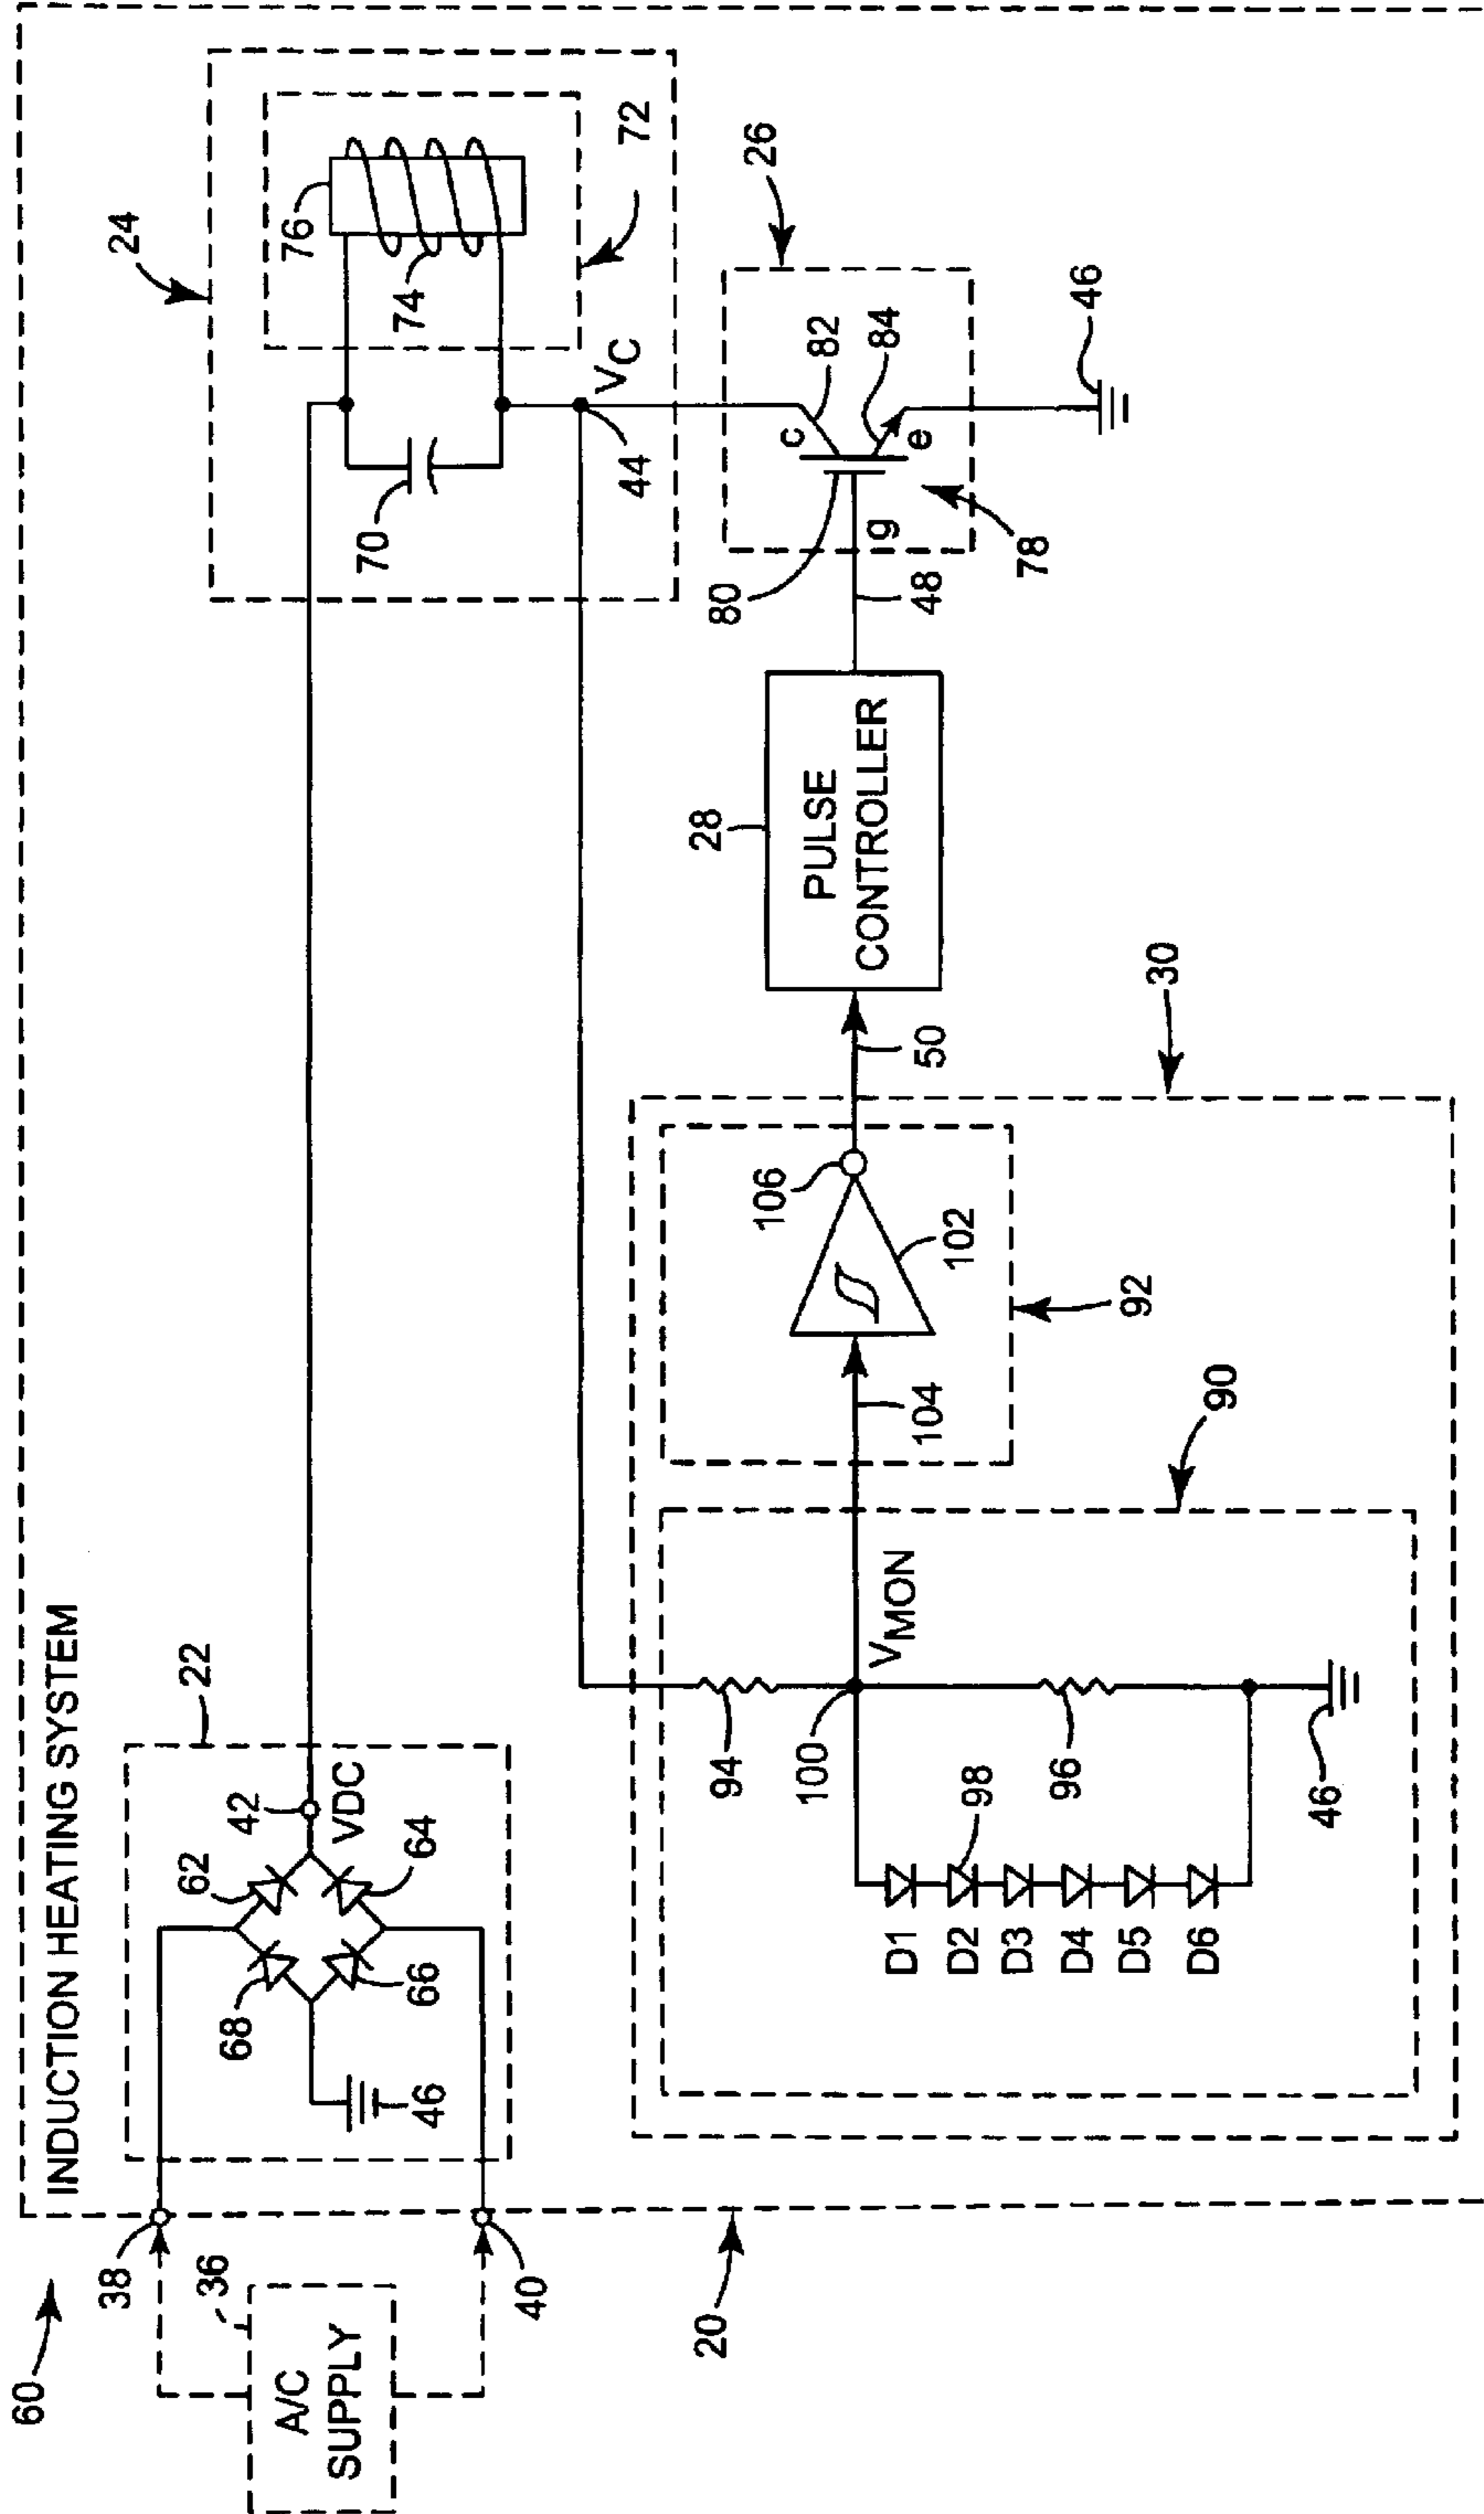 60
INDUCTION HEATING SYSTEM
24
38
22
76
62
42
72
36
68
VDC
74
A/C
SUPPLY
64
70
VC
66
46
44
26
40
82
c
84
80
g
e
46
20
28
48
78
PULSE
CONTROLLER
94
106
100
VMON
104
102
50
D1
D2
98
D3
96
D4
92
30
D5
D6
90
46